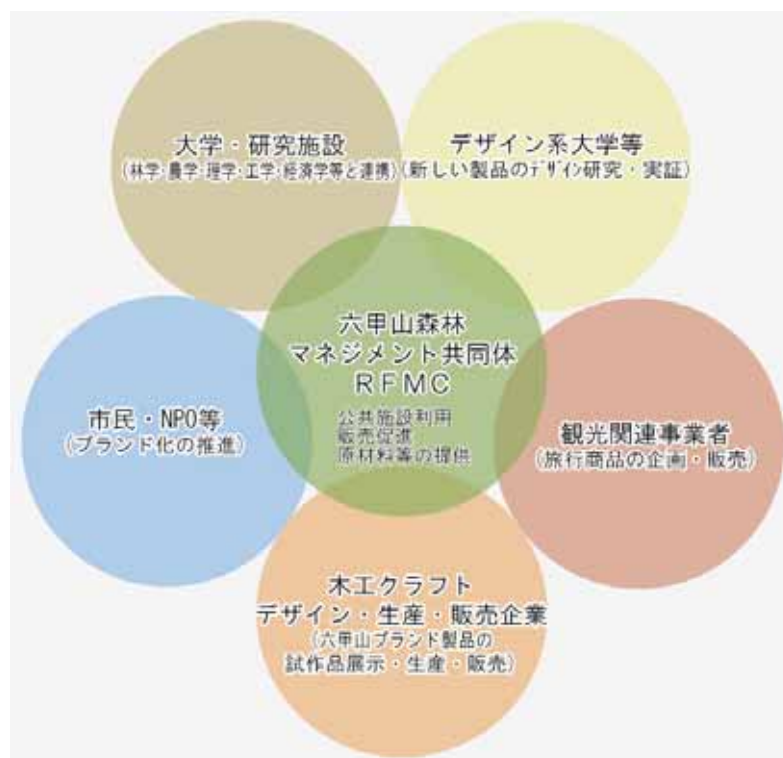 大学・研究施設
(林学・農学・理学・工学・経済学等と連携)
デザイン系大学等
(新しい製品のﾃﾞｻﾞｲﾝ研究・実証)
六甲山森林
マネジメント共同体
ＲＦＭＣ
公共施設利用
販売促進
原材料等の提供
市民・NPO等
(ブランド化の推進)
観光関連事業者
(旅行商品の企画・販売)
木工クラフト
デザイン・生産・販売企業
(六甲山ブランド製品の
試作品展示・生産・販売)